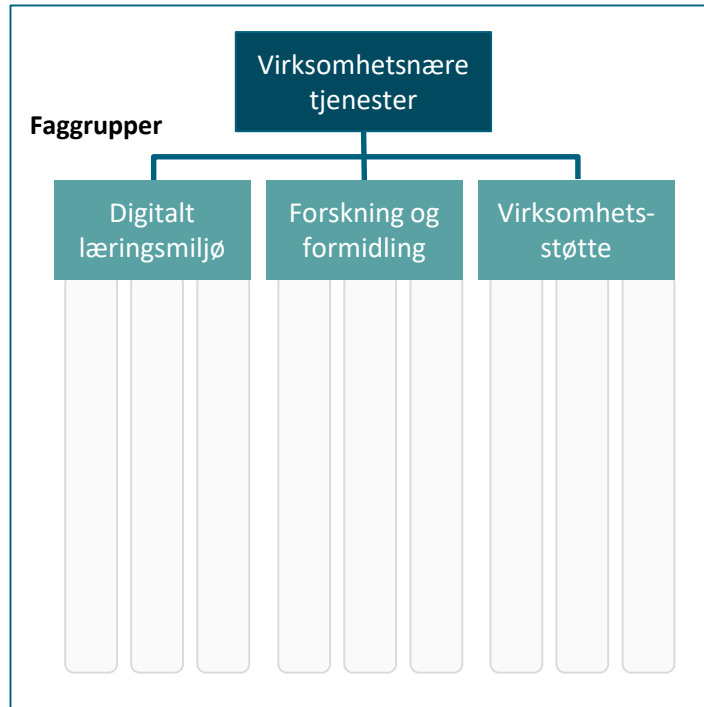 Virksomhetsnære
tjenester
Faggrupper
Digitalt
læringsmiljø
Forskning og
formidling
Virksomhets-
støtte